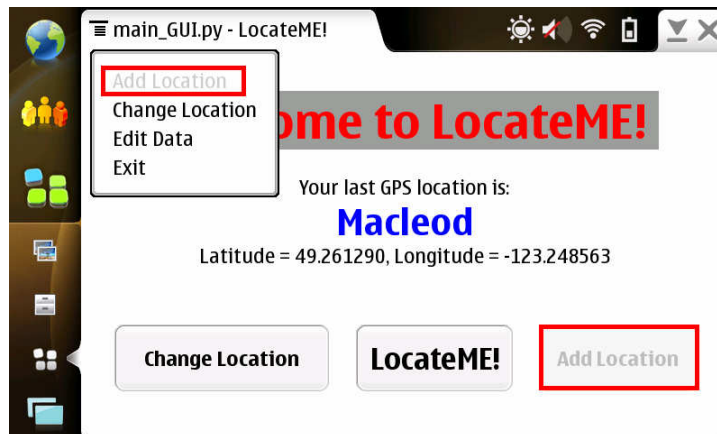 main_GUI.py - LocateME!
Add Location
Change Location
Edit Data
Exit
ome to LocateME!
Your last GPS location is:
Macleod
Latitude = 49.261290, Longitude = -123.248563
Change Location
LocateME!
Add Location